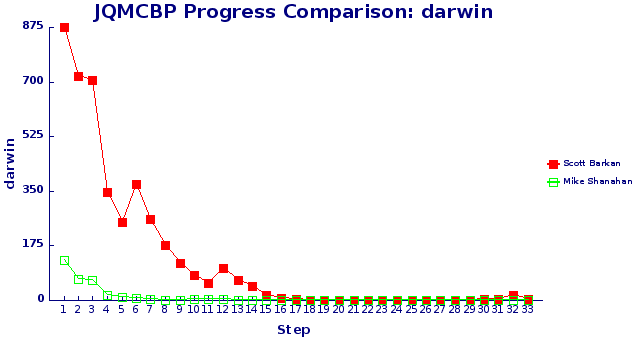 JQMCBP Progress Comparison: darwin
875
700
525
350
175
0
darwin
1 2 3 4 5 6 7 8 9 10 11 12 13 14 15 16 17 18 19 20 21 22 23 24 25 26 27 28 29 30 31 32 33
Step
Scott Barkan
Mike Shanahan